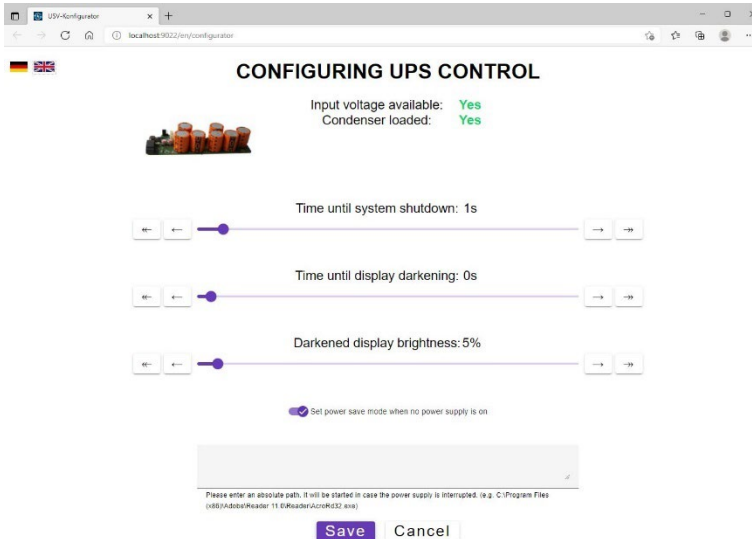 USV-Konfigurator
localhost:9022/en/configurator
CONFIGURING UPS CONTROL
Input voltage available: Yes
Condenser loaded: Yes
Time until system shutdown: 1s
Time until display darkening: 0s
Darkened display brightness: 5%
Set power save mode when no power supply is on
Please enter an absolute path. It will be started in case the power supply is interrupted. (e.g. C:\Program Files
(x86)\Adobe\Reader 11.0\Reader\AcroRd32.exe)
Save Cancel